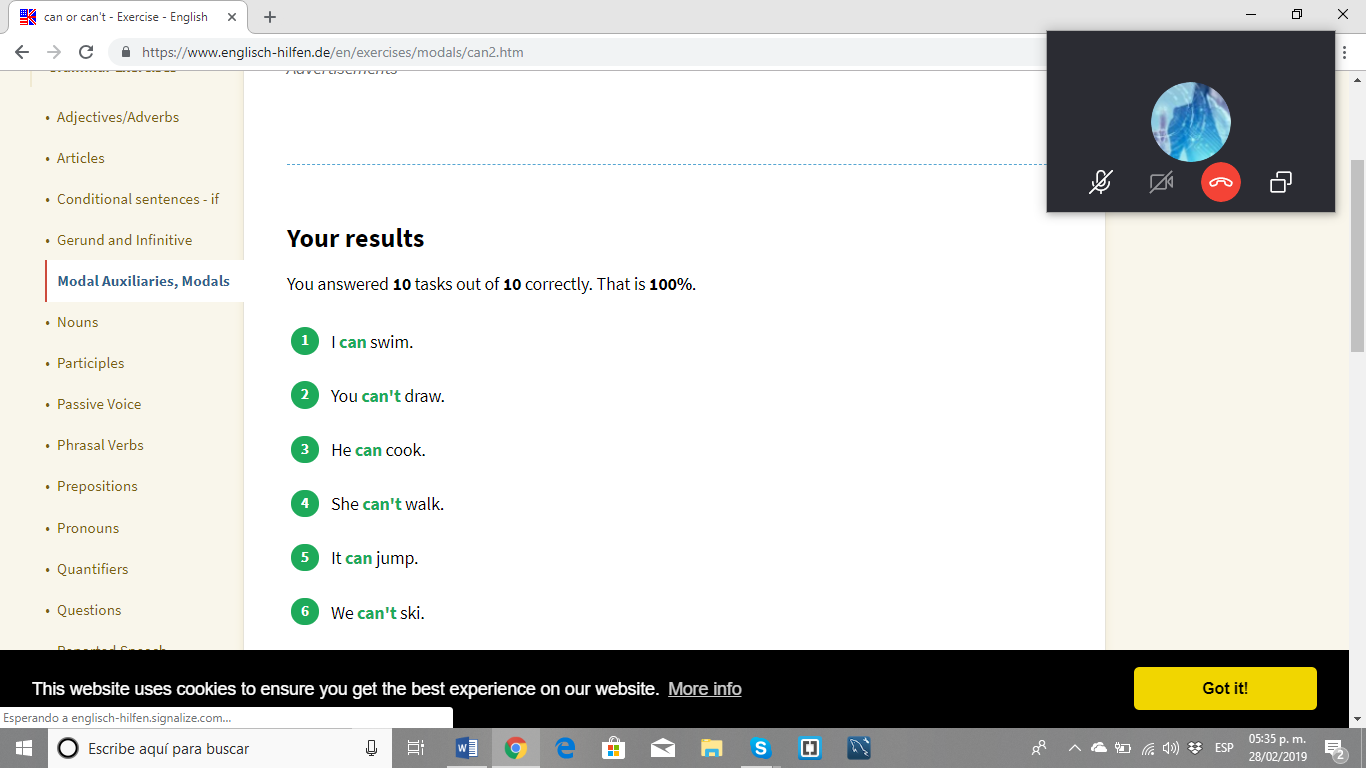 can or can't - Exercise - English
https://www.englisch-hilfen.de/en/exercises/modals/can2.htm
Advertisements
• Adjectives/Adverbs
• Articles
• Conditional sentences - if
• Gerund and Infinitive
Modal Auxiliaries, Modals
• Nouns
• Participles
• Passive Voice
• Phrasal Verbs
• Prepositions
• Pronouns
• Quantifiers
• Questions
Reported Speech
Your results
You answered 10 tasks out of 10 correctly. That is 100%.
1 I can swim.
2 You can't draw.
3 He can cook.
4 She can't walk.
5 It can jump.
6 We can't ski.
This website uses cookies to ensure you get the best experience on our website. More info
Got it!
Esperando a englisch-hilfen.signalize.com...
Escribe aquí para buscar
ESP
05:35 p. m.
28/02/2019
2